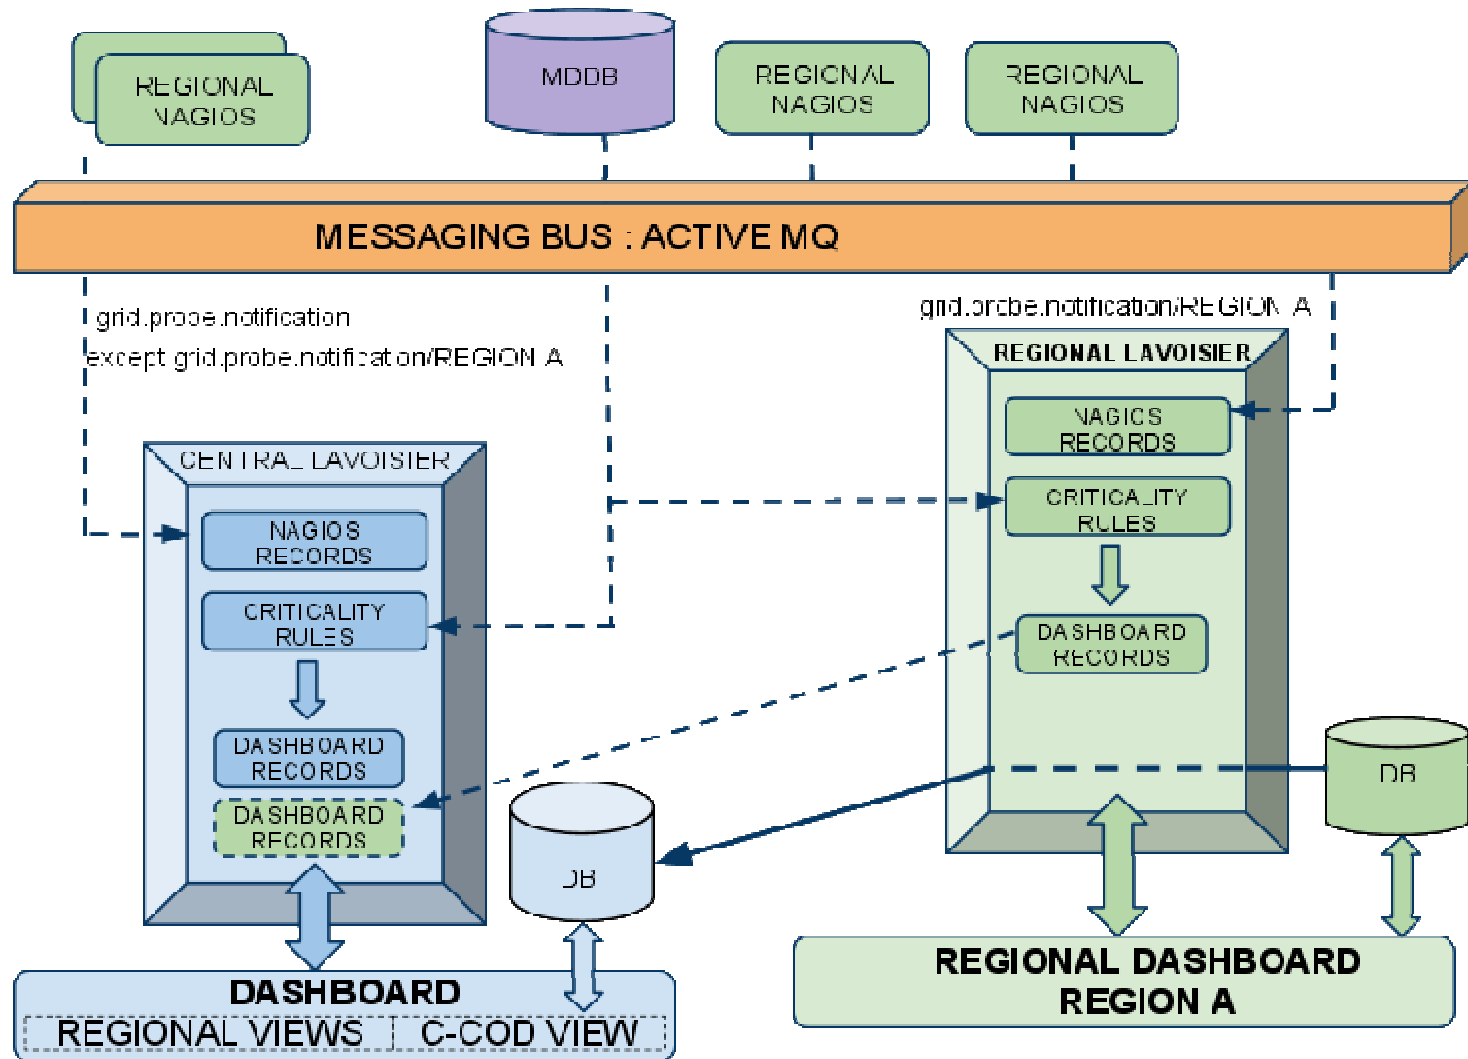 REGIONAL
NAGIOS
MDDB
REGIONAL
NAGIOS
REGIONAL
NAGIOS
MESSAGING BUS : ACTIVE MQ
grid.probe.notification
except grid.probe.notification/REGION A
grid.probe.notification/REGION A
REGIONAL LAVOISIER
NAGIOS
RECORDS
CRITICALITY
RULES
DASHBOARD
RECORDS
CENTRAL LAVOISIER
NAGIOS
RECORDS
CRITICALITY
RULES
DASHBOARD
RECORDS
DASHBOARD
RECORDS
DB
DB
DASHBOARD
REGIONAL VIEWS
C-COD VIEW
REGIONAL DASHBOARD
REGION A